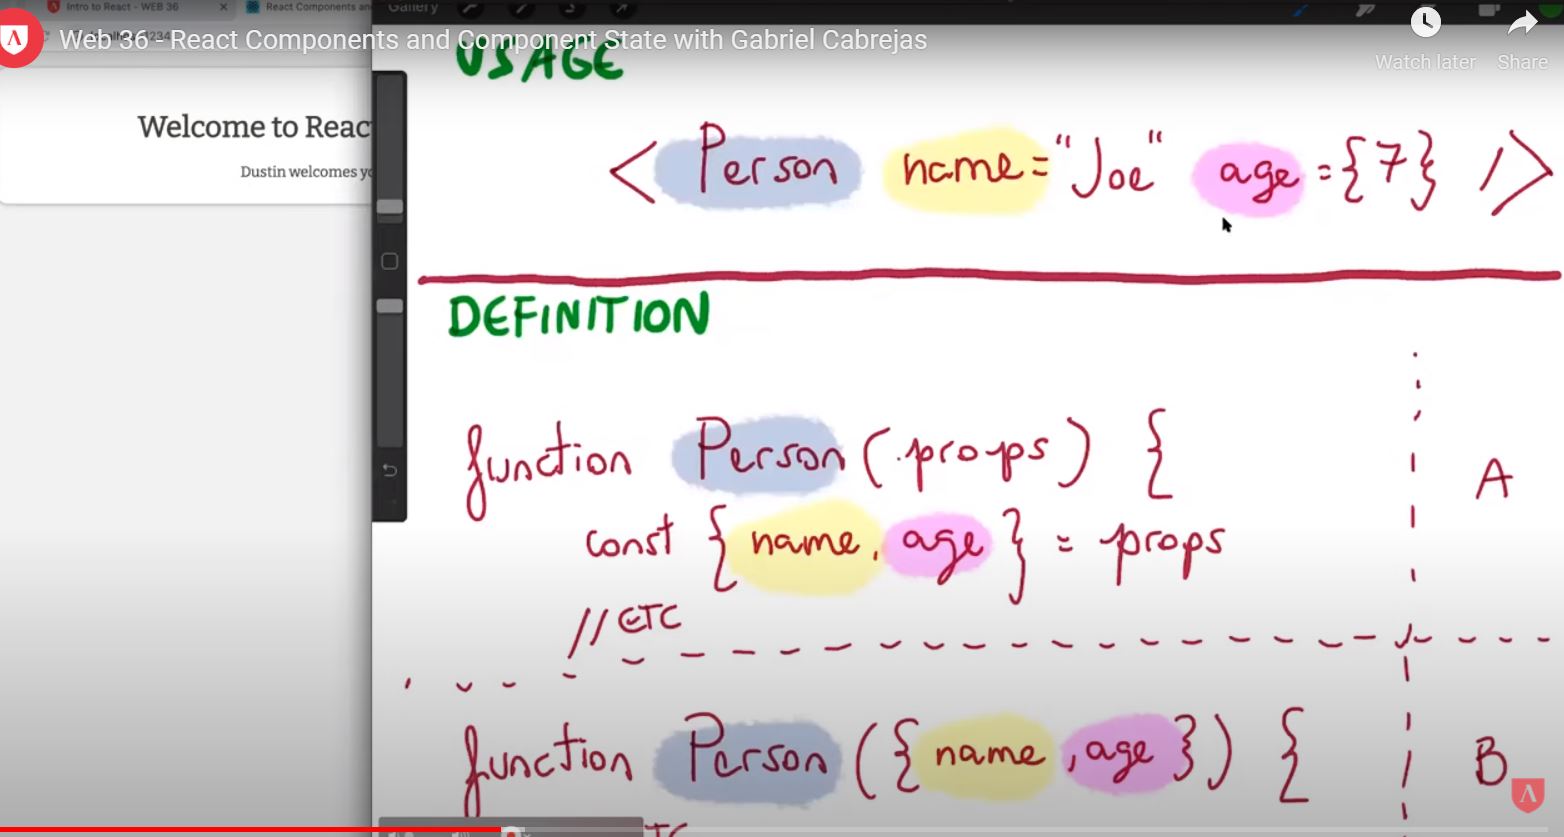 Intro to React - WEB 36
React Components an
Gallery
Web 36 - React Components and Component State with Gabriel Cabrejas
Watch later
Share
USAGE
Welcome to Reac
Dustin welcomes yo
<Person name="Joe" age={7} />
DEFINITION
function Person(props) {
const {name, age} = props
// ETC
A
function Person({name, age}) {
B